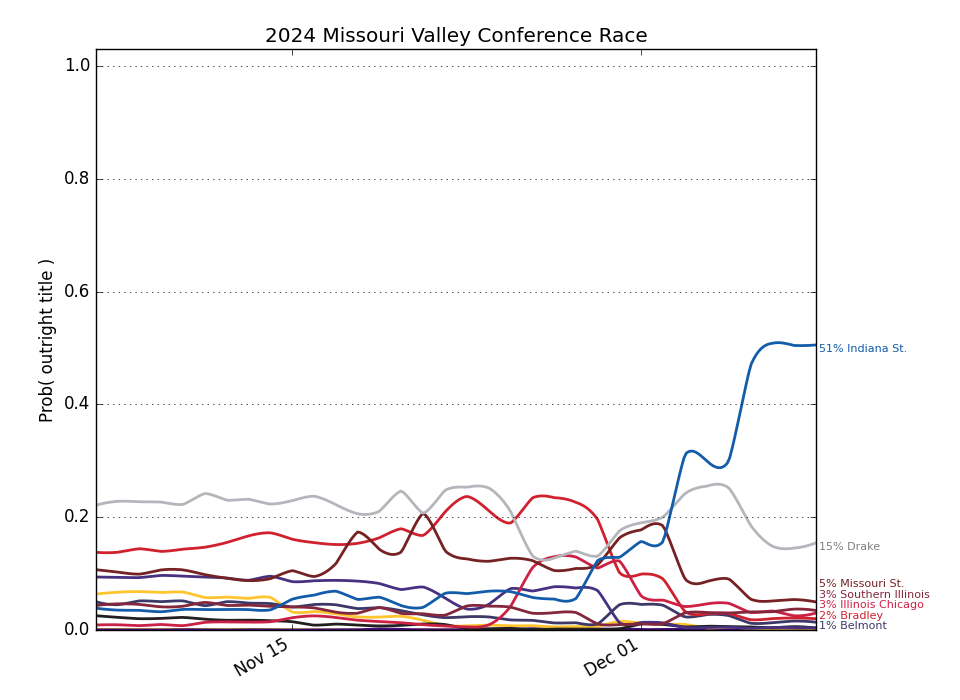 2024 Missouri Valley Conference Race
1.0
0.8
0.6
0.4
0.2
0.0
Prob( outright title )
Nov 15
Dec 01
51% Indiana St.
15% Drake
5% Missouri St.
3% Southern Illinois
3% Illinois Chicago
2% Bradley
1% Belmont